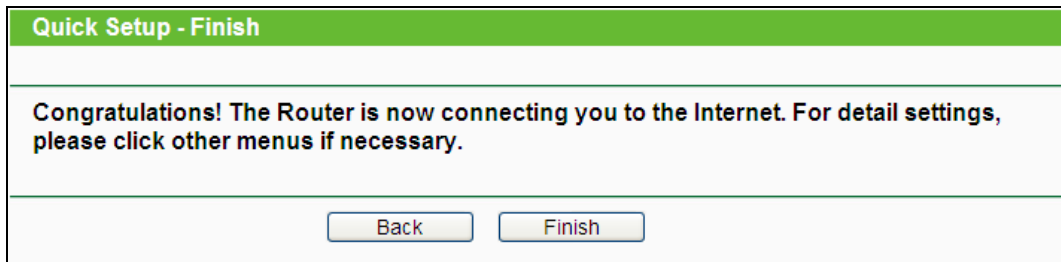 Quick Setup - Finish
Congratulations! The Router is now connecting you to the Internet. For detail settings,
please click other menus if necessary.
Back Finish